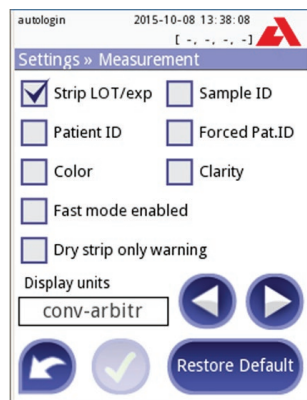 autologin 2015-10-08 13:38:08
[ -, -, -, -]
Settings » Measurement
Strip LOT/exp Sample ID
Patient ID Forced Pat.ID
Color Clarity
Fast mode enabled
Dry strip only warning
Display units
conv-arbitr
Restore Default